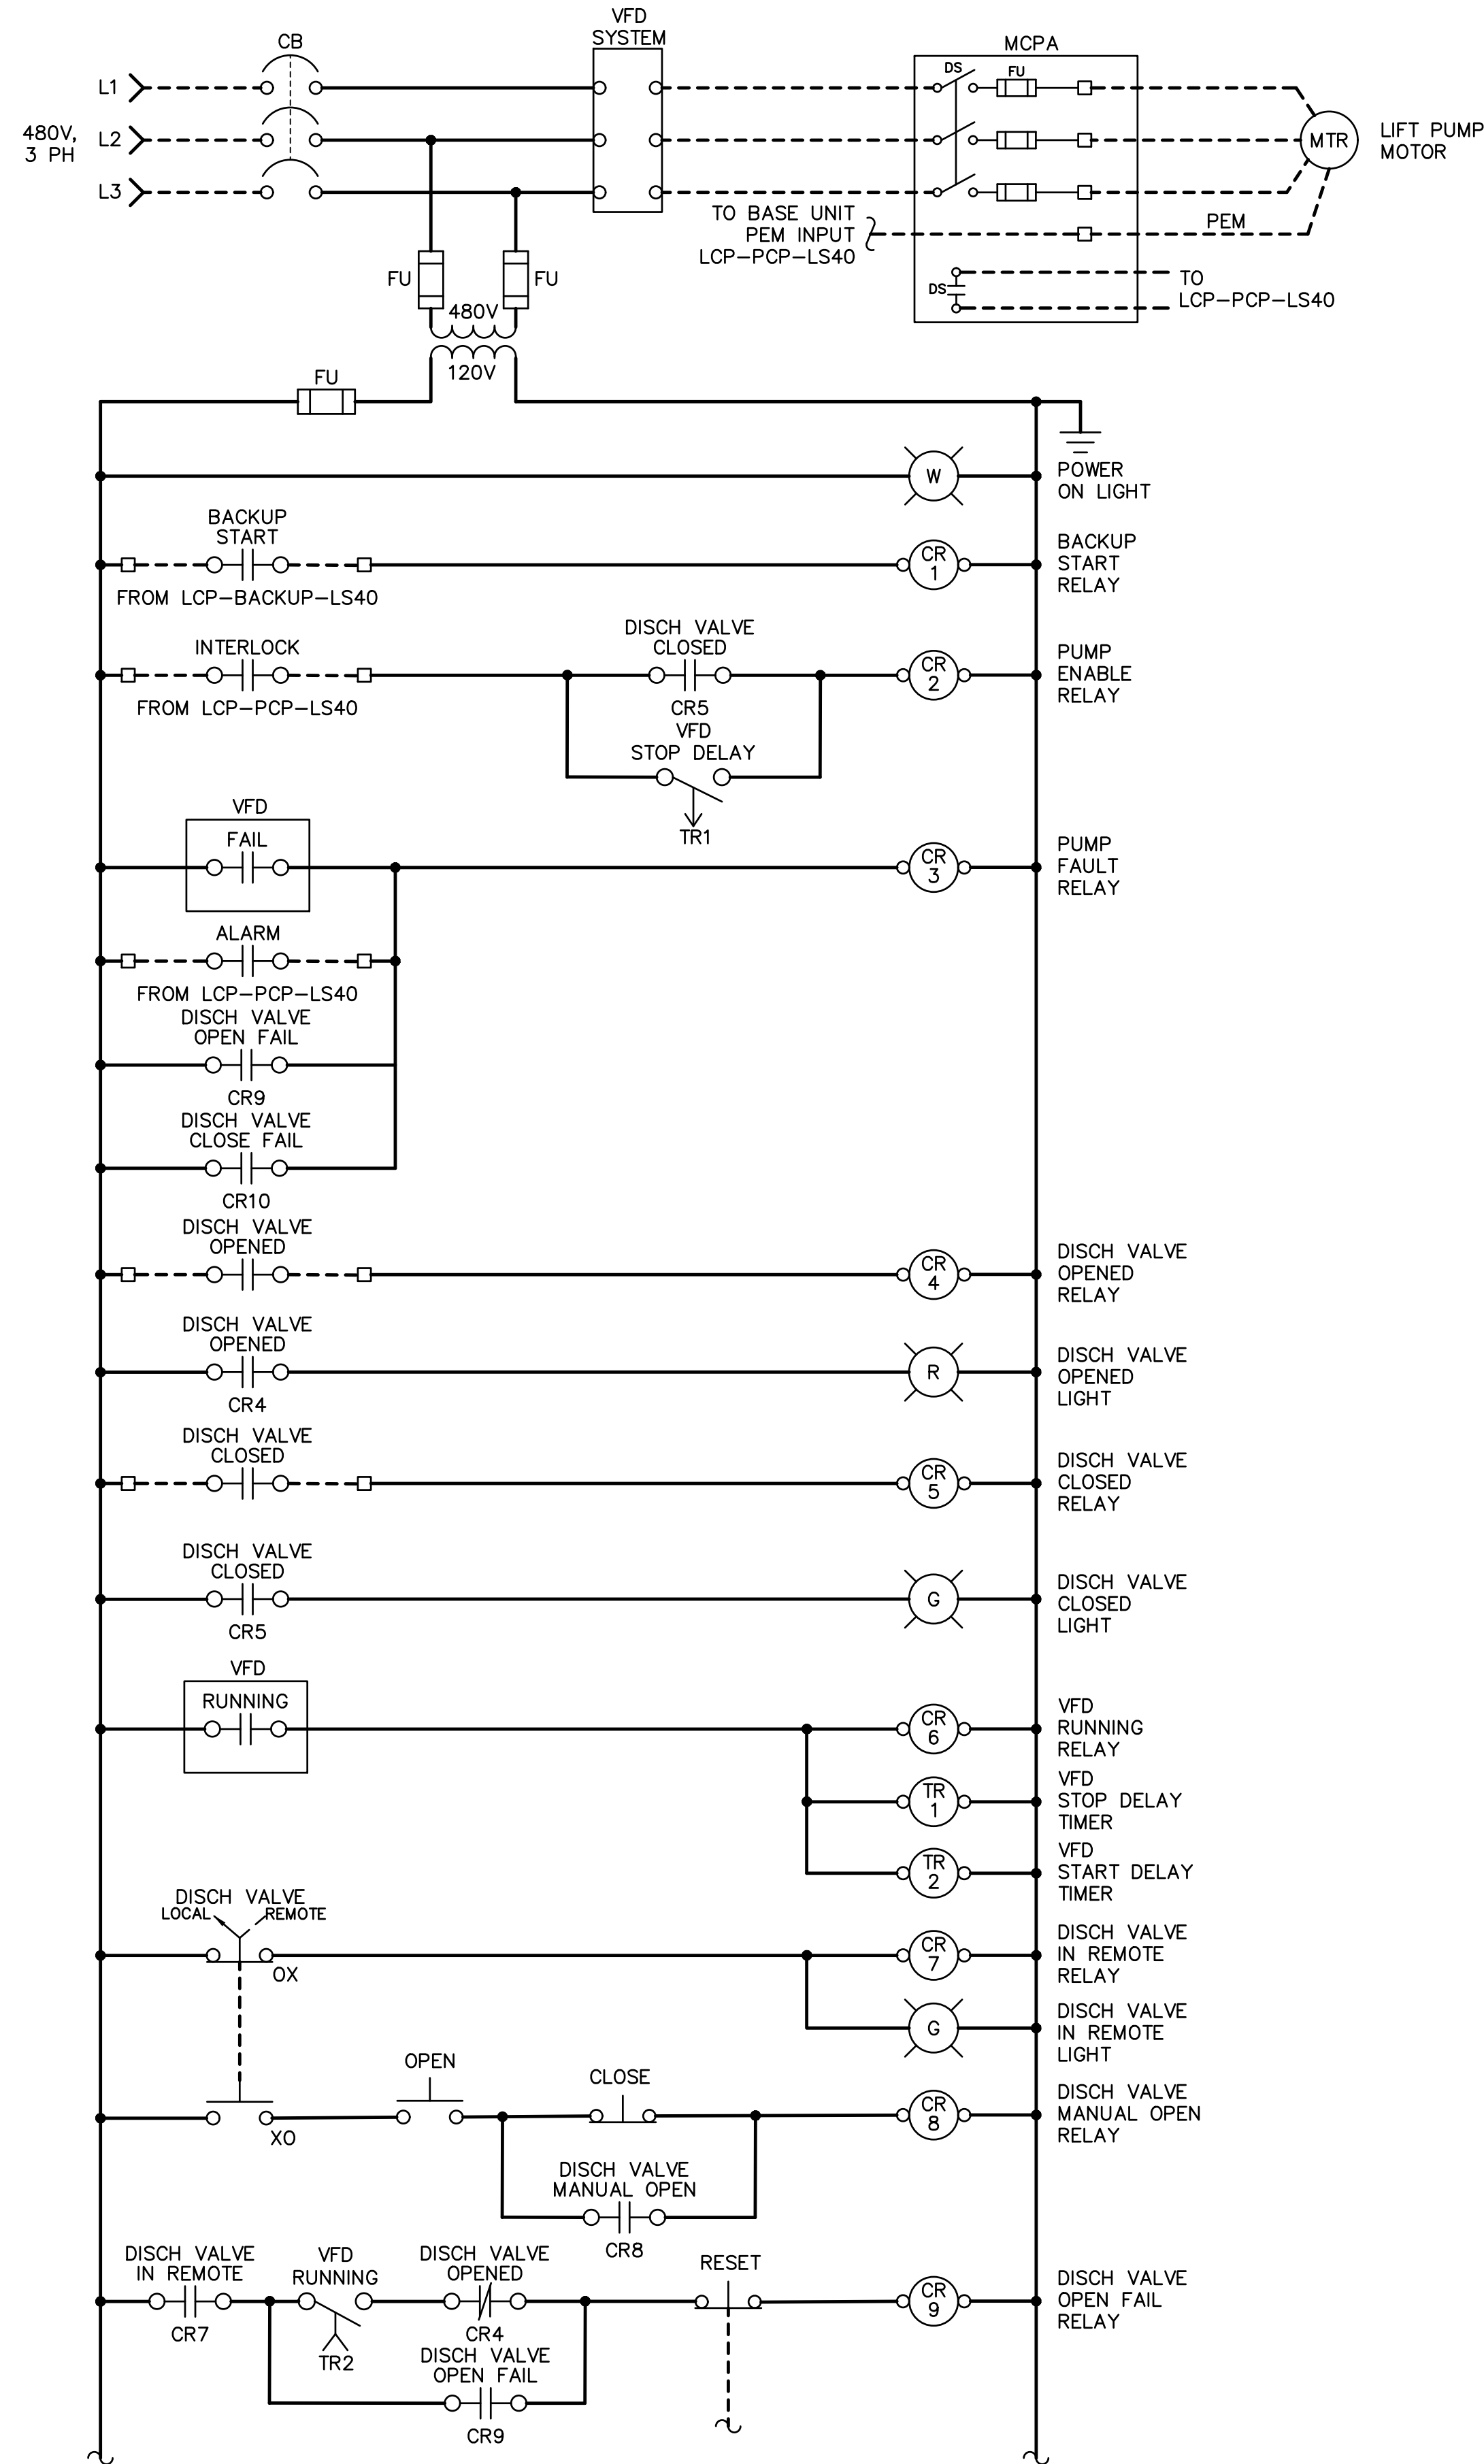 VFD
SYSTEM
CB
MCPA
L1
DS
FU
480V,
3 PH
L2
MTR
LIFT PUMP
MOTOR
L3
TO BASE UNIT
PEM INPUT
LCP-PCP-LS40
PEM
DS
TO
LCP-PCP-LS40
FU
FU
480V
120V
FU
W
POWER
ON LIGHT
BACKUP
START
FROM LCP-BACKUP-LS40
CR
1
BACKUP
START
RELAY
INTERLOCK
FROM LCP-PCP-LS40
DISCH VALVE
CLOSED
CR5
VFD
STOP DELAY
TR1
CR
2
PUMP
ENABLE
RELAY
VFD
FAIL
CR
3
PUMP
FAULT
RELAY
ALARM
FROM LCP-PCP-LS40
DISCH VALVE
OPEN FAIL
CR9
DISCH VALVE
CLOSE FAIL
CR10
DISCH VALVE
OPENED
CR
4
DISCH VALVE
OPENED
RELAY
DISCH VALVE
OPENED
CR4
R
DISCH VALVE
OPENED
LIGHT
DISCH VALVE
CLOSED
CR
5
DISCH VALVE
CLOSED
RELAY
DISCH VALVE
CLOSED
CR5
G
DISCH VALVE
CLOSED
LIGHT
VFD
RUNNING
CR
6
VFD
RUNNING
RELAY
TR
1
VFD
STOP DELAY
TIMER
TR
2
VFD
START DELAY
TIMER
DISCH VALVE
LOCAL REMOTE
OX
CR
7
DISCH VALVE
IN REMOTE
RELAY
G
DISCH VALVE
IN REMOTE
LIGHT
XO
OPEN
CLOSE
DISCH VALVE
MANUAL OPEN
CR8
CR
8
DISCH VALVE
MANUAL OPEN
RELAY
DISCH VALVE
IN REMOTE
CR7
VFD
RUNNING
TR2
DISCH VALVE
OPENED
CR4
DISCH VALVE
OPEN FAIL
CR9
RESET
CR
9
DISCH VALVE
OPEN FAIL
RELAY